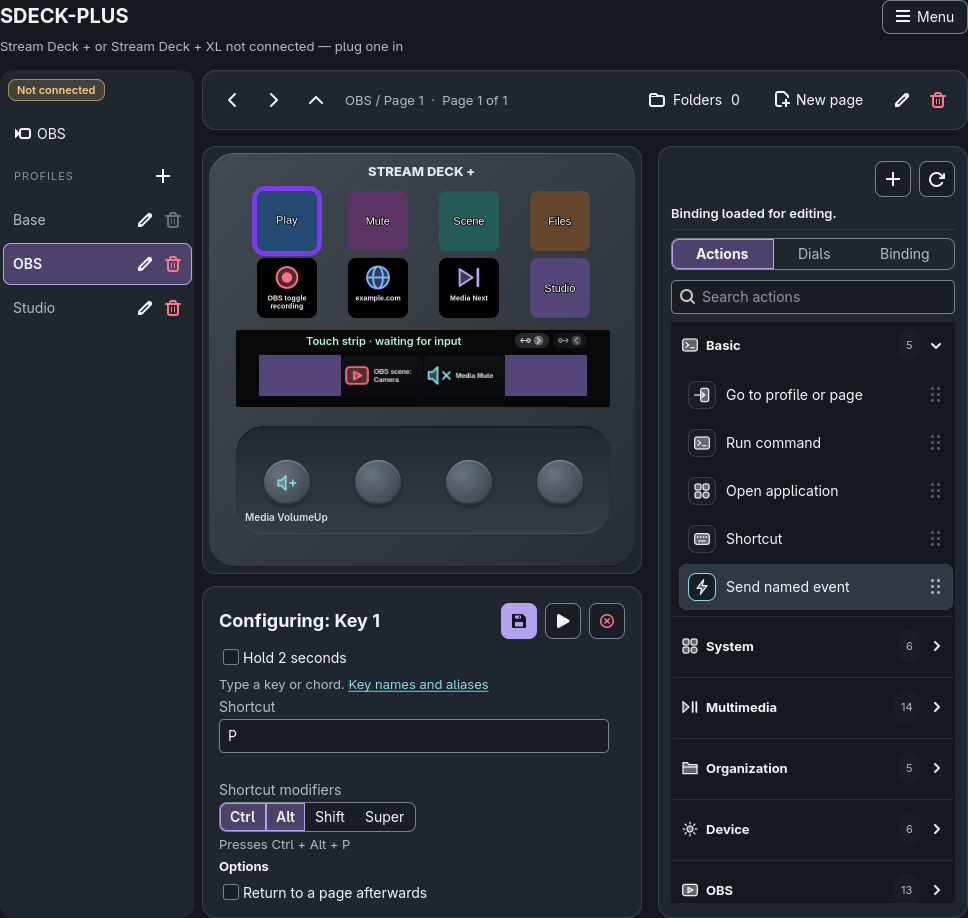 SDECK-PLUS
Menu
Stream Deck + or Stream Deck + XL not connected — plug one in
Not connected
OBS
PROFILES
Base
OBS
Studio
OBS / Page 1 · Page 1 of 1
Folders 0
New page
STREAM DECK +
Play
Mute
Scene
Files
OBS toggle
recording
example.com
Media Next
Studio
Touch strip · waiting for input
OBS scene:
Camera
Media Mute
Media VolumeUp
Configuring: Key 1
Hold 2 seconds
Type a key or chord. Key names and aliases
Shortcut
P
Shortcut modifiers
Ctrl Alt Shift Super
Presses Ctrl + Alt + P
Options
Return to a page afterwards
Binding loaded for editing.
Actions Dials Binding
Search actions
Basic 5
Go to profile or page
Run command
Open application
Shortcut
Send named event
System 6
Multimedia 14
Organization 5
Device 6
OBS 13